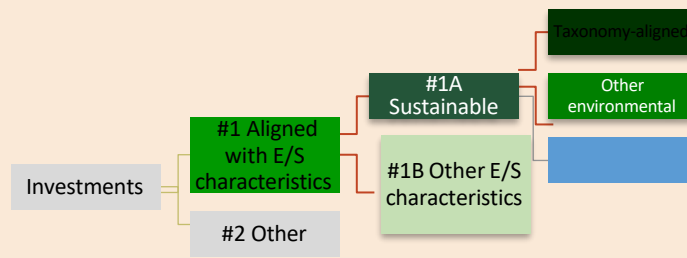 Taxonomy-aligned
#1A
Sustainable
Other
environmental
#1 Aligned
with E/S
characteristics
#1B Other E/S
characteristics
Investments
#2 Other